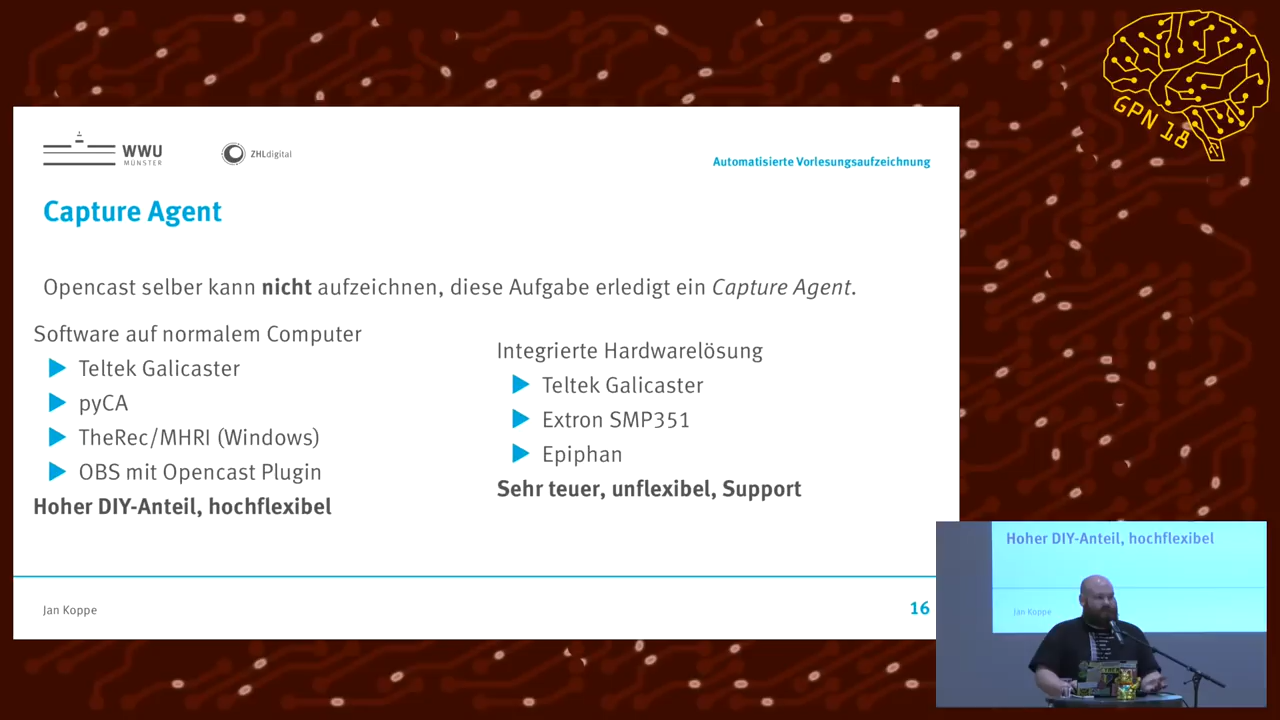 GPN 18
WWU
MÜNSTER
ZHLdigital
Automatisierte Vorlesungsaufzeichnung
Capture Agent
Opencast selber kann nicht aufzeichnen, diese Aufgabe erledigt ein Capture Agent.
Software auf normalem Computer
Teltek Galicaster
pyCA
TheRec/MHRI (Windows)
OBS mit Opencast Plugin
Hoher DIY-Anteil, hochflexibel
Integrierte Hardwarelösung
Teltek Galicaster
Extron SMP351
Epiphan
Sehr teuer, unflexibel, Support
Jan Koppe
16
Hoher DIY-Anteil, hochflexibel
Jan Koppe